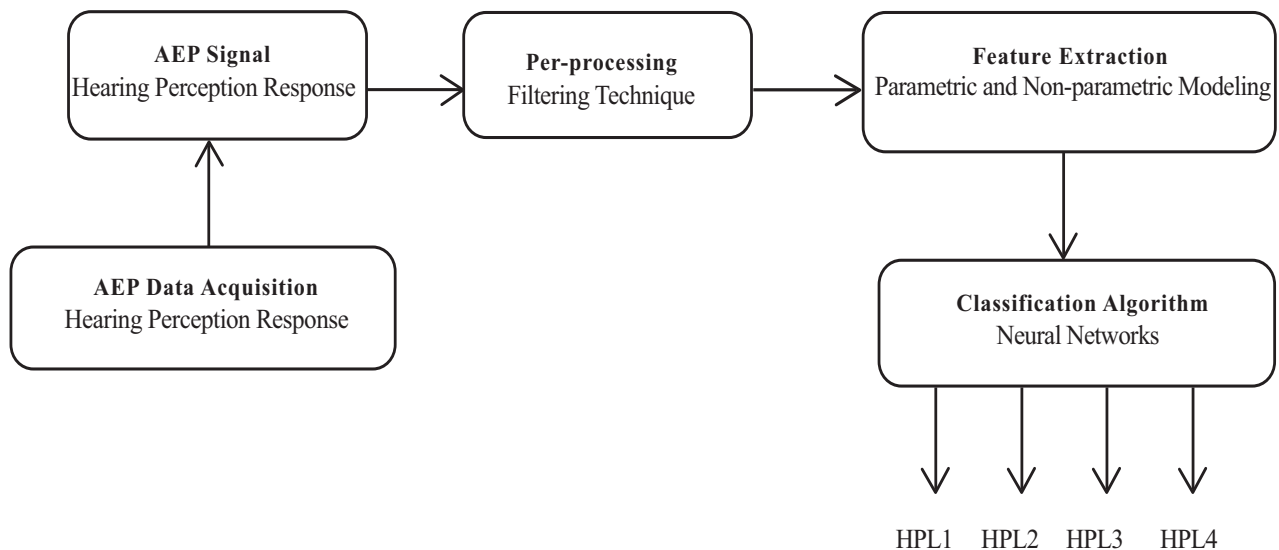 AEP Signal
Hearing Perception Response
Per-processing
Filtering Technique
Feature Extraction
Parametric and Non-parametric Modeling
AEP Data Acquisition
Hearing Perception Response
Classification Algorithm
Neural Networks
HPL1 HPL2 HPL3 HPL4